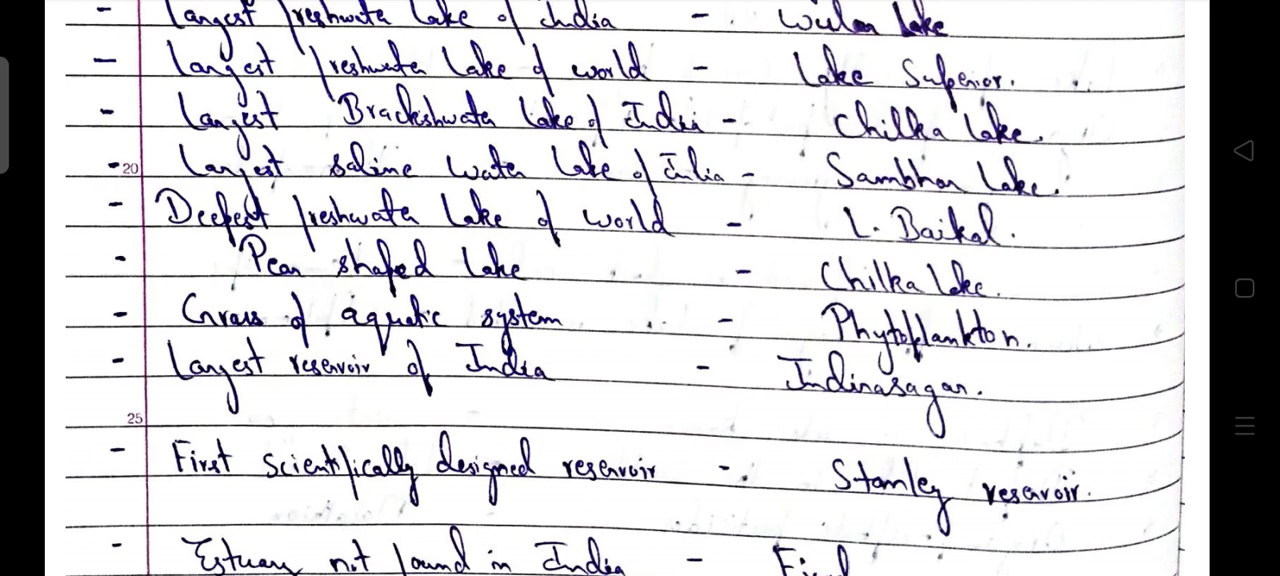 - Largest freshwater lake of India - Wular lake
- Largest freshwater lake of world - Lake Superior.
- Largest Brackshwater lake of India - Chilka lake.
20
- Largest saline water lake of India - Sambhar lake.
- Deepest freshwater lake of world - L. Baikal.
- Pear shaped lake - Chilka lake.
- Grass of aquatic system - Phytoplankton.
- Largest reservoir of India - Indirasagar.
25
- First scientifically designed reservoir - Stanley reservoir.
- Estuary not found in India -